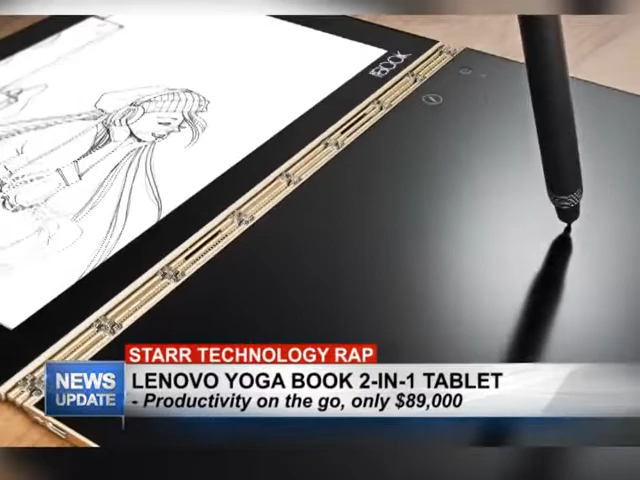 BOOK
STARR TECHNOLOGY RAP
NEWS
UPDATE
LENOVO YOGA BOOK 2-IN-1 TABLET
- Productivity on the go, only $89,000